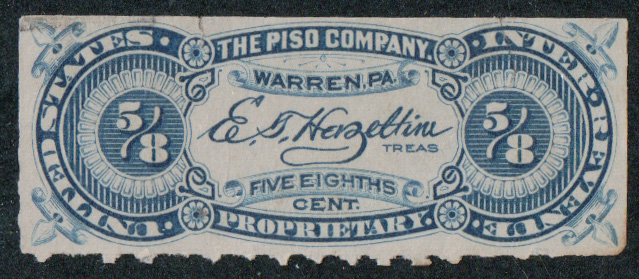 UNITED STATES
THE PISO COMPANY.
INTER. REVENUE
WARREN, PA.
5/8
E. T. Hazeltine
5/8
TREAS
FIVE EIGHTHS
CENT.
PROPRIETARY